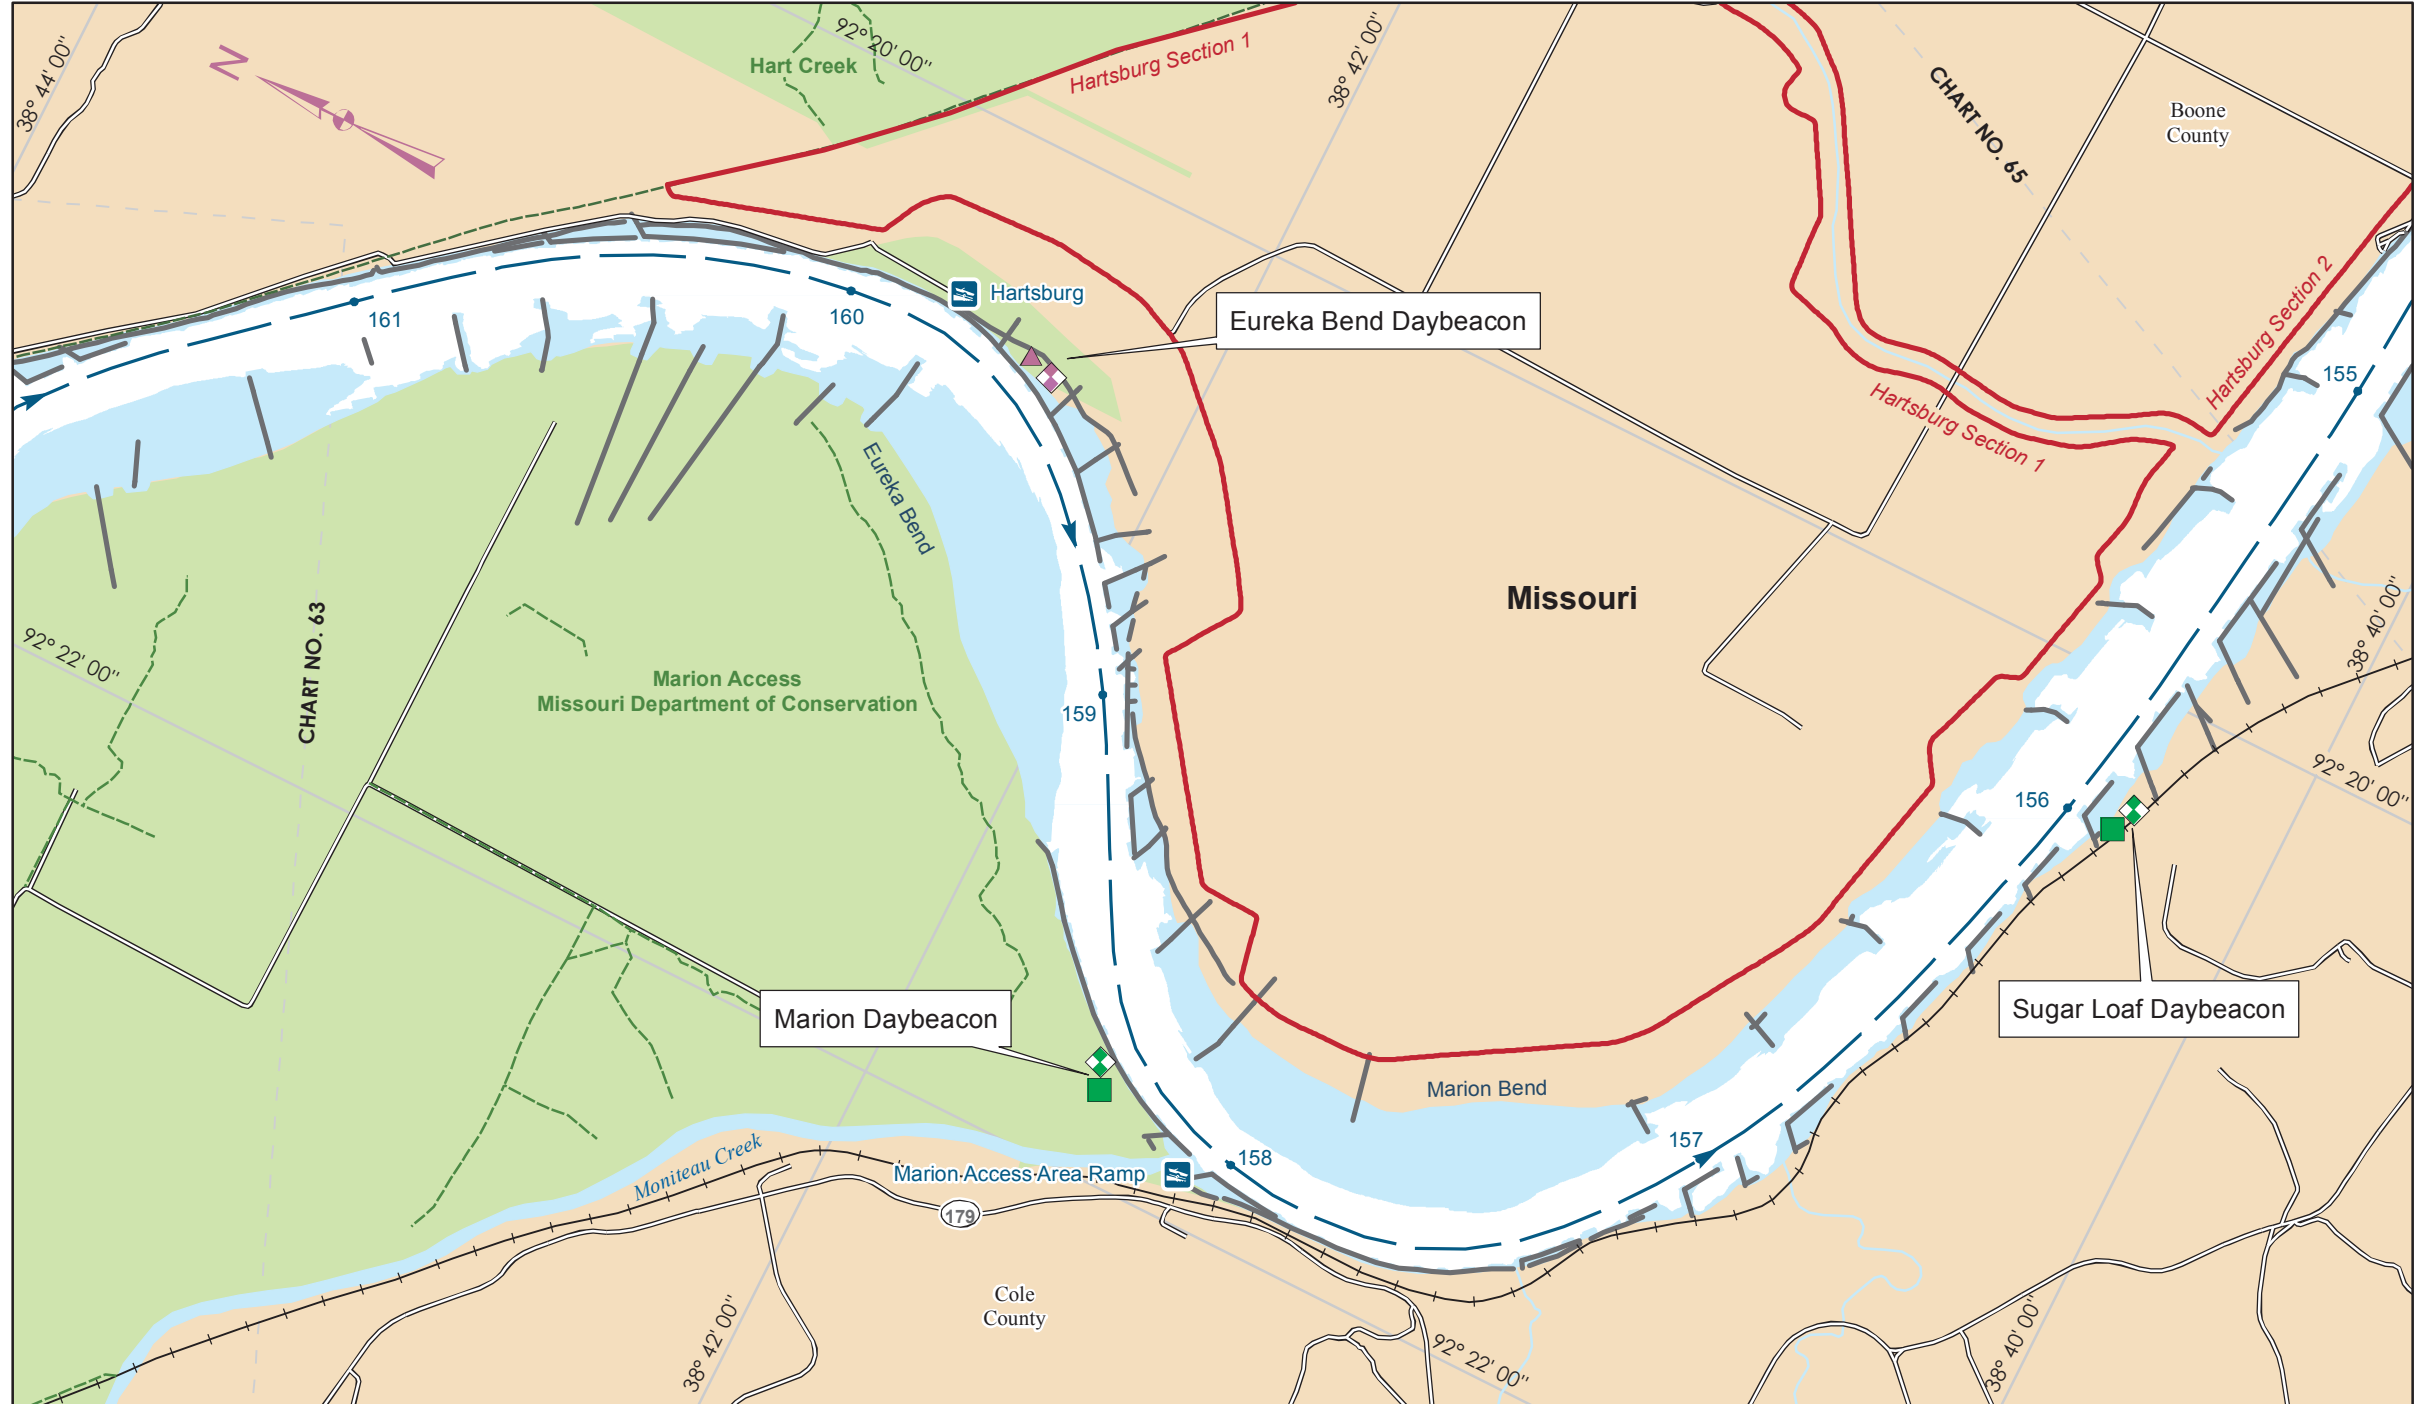 38° 44' 00"
N
92° 20' 00"
Hart Creek
Hartsburg Section 1
38° 42' 00"
CHART NO. 65
Boone
County
Hartsburg
161
160
Eureka Bend Daybeacon
Hartsburg Section 2
155
Hartsburg Section 1
Eureka Bend
Missouri
38° 40' 00"
92° 22' 00"
CHART NO. 63
Marion Access
Missouri Department of Conservation
159
92° 20' 00"
156
Marion Daybeacon
Sugar Loaf Daybeacon
Marion Bend
157
Moniteau Creek
Marion Access Area Ramp
158
179
Cole
County
38° 42' 00"
92° 22' 00"
38° 40' 00"